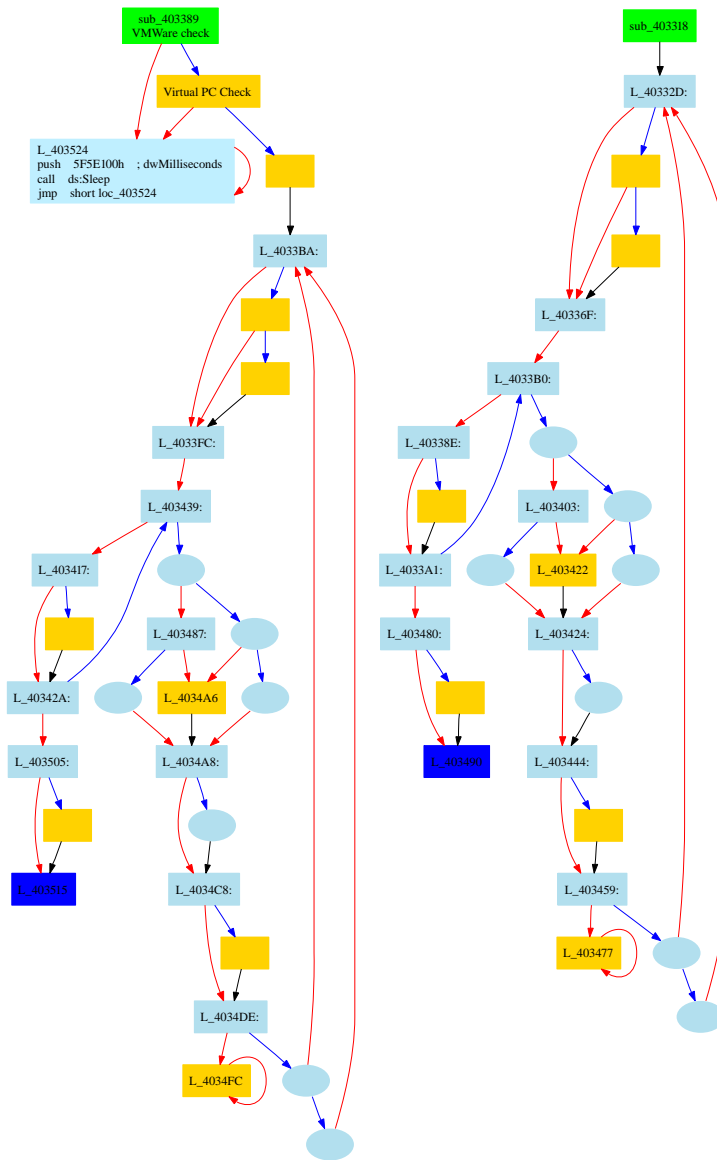 sub_403389
VMWare check
Virtual PC Check
L_403524
push 5F5E100h ; dwMilliseconds
call ds:Sleep
jmp short loc_403524
L_4033BA:
L_4033FC:
L_403439:
L_403417:
L_403487:
L_40342A:
L_4034A6
L_403505:
L_4034A8:
L_403515
L_4034C8:
L_4034DE:
L_4034FC
sub_403318
L_40332D:
L_40336F:
L_4033B0:
L_40338E:
L_403403:
L_4033A1:
L_403422
L_403480:
L_403424:
L_403490
L_403444:
L_403459:
L_403477